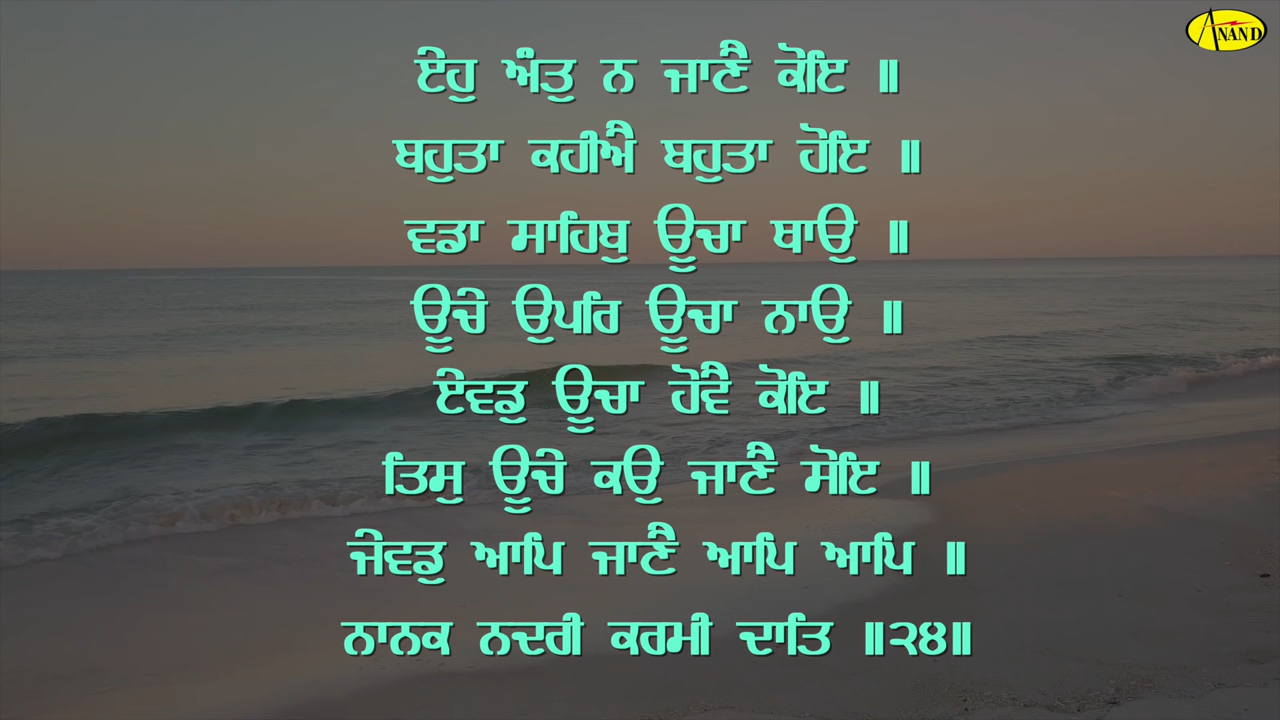 ANAND
ਏਹੁ ਅੰਤੁ ਨ ਜਾਣੈ ਕੋਇ ॥
ਬਹੁਤਾ ਕਹੀਐ ਬਹੁਤਾ ਹੋਇ ॥
ਵਡਾ ਸਾਹਿਬੁ ਊਚਾ ਥਾਉ ॥
ਊਚੇ ਉਪਰਿ ਊਚਾ ਨਾਉ ॥
ਏਵਡੁ ਊਚਾ ਹੋਵੈ ਕੋਇ ॥
ਤਿਸੁ ਊਚੇ ਕਉ ਜਾਣੈ ਸੋਇ ॥
ਜੇਵਡੁ ਆਪਿ ਜਾਣੈ ਆਪਿ ਆਪਿ ॥
ਨਾਨਕ ਨਦਰੀ ਕਰਮੀ ਦਾਤਿ ॥੨੪॥